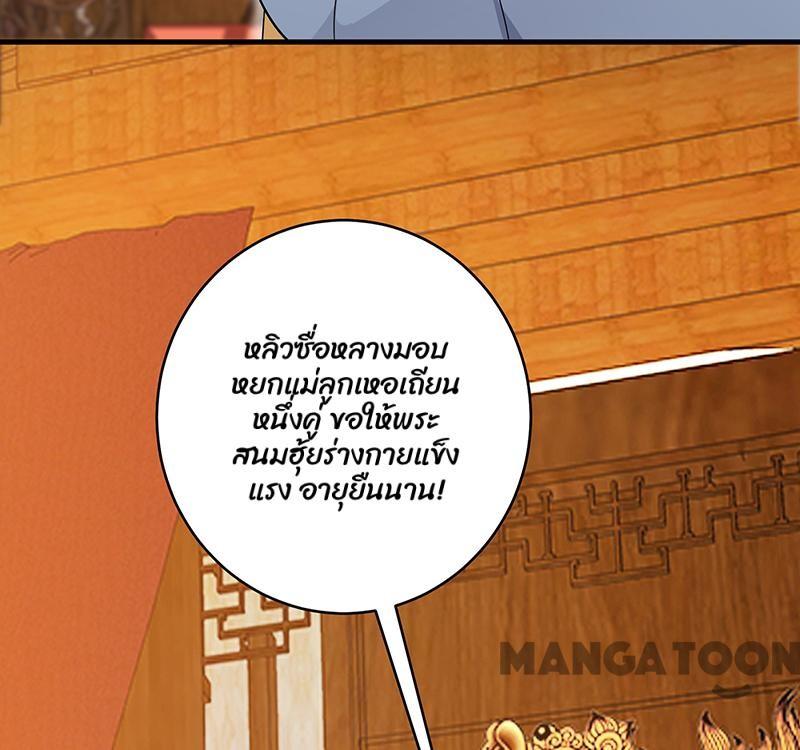 หลิวซื่อหลางมอบ
หยกแม่ลูกเหอเถียน
หนึ่งคู่ ขอให้พระ
สนมฮุ้ยร่างกายแข็ง
แรง อายุยืนนาน!
MANGATOON